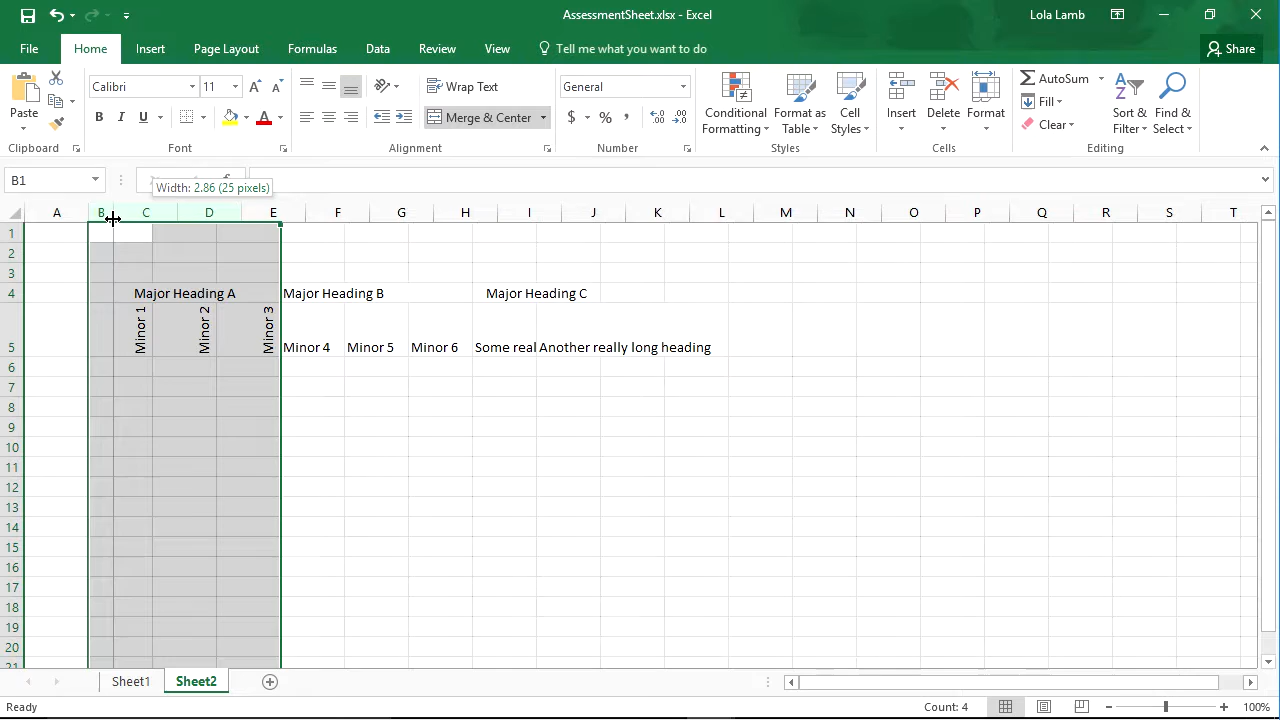 AssessmentSheet.xlsx - Excel
Lola Lamb
File Home Insert Page Layout Formulas Data Review View Tell me what you want to do Share
Paste
Clipboard
Calibri 11
B I U A
Font
Wrap Text
Merge & Center
Alignment
General
$ % ,
Number
Conditional Formatting
Format as Table
Cell Styles
Styles
Insert Delete Format
Cells
AutoSum
Fill
Clear
Sort & Filter
Find & Select
Editing
B1
Width: 2.86 (25 pixels)
A B C D E F G H I J K L M N O P Q R S T
1
2
3
4 Major Heading A Major Heading B Major Heading C
5 Minor 1 Minor 2 Minor 3 Minor 4 Minor 5 Minor 6 Some real Another really long heading
6
7
8
9
10
11
12
13
14
15
16
17
18
19
20
21
Sheet1 Sheet2
Ready Count: 4 100%